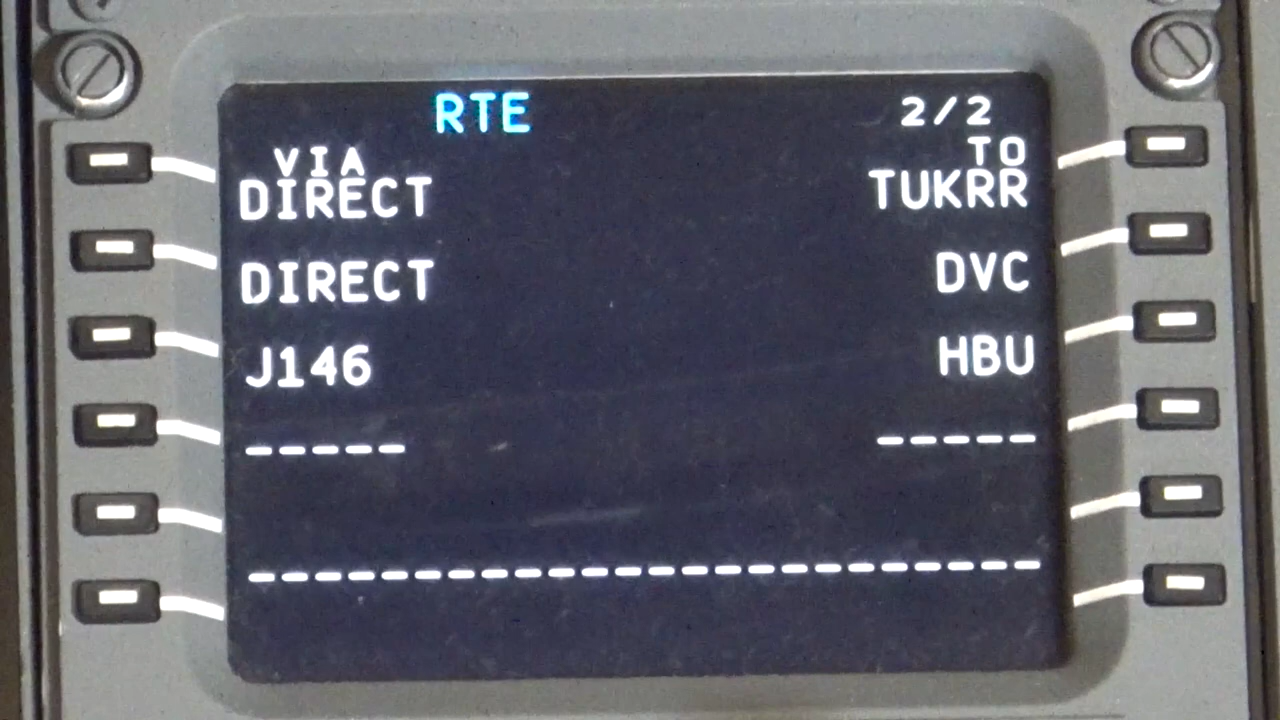 RTE 2/2
VIA TO
DIRECT TUKRR
DIRECT DVC
J146 HBU
----- -----
------------------------